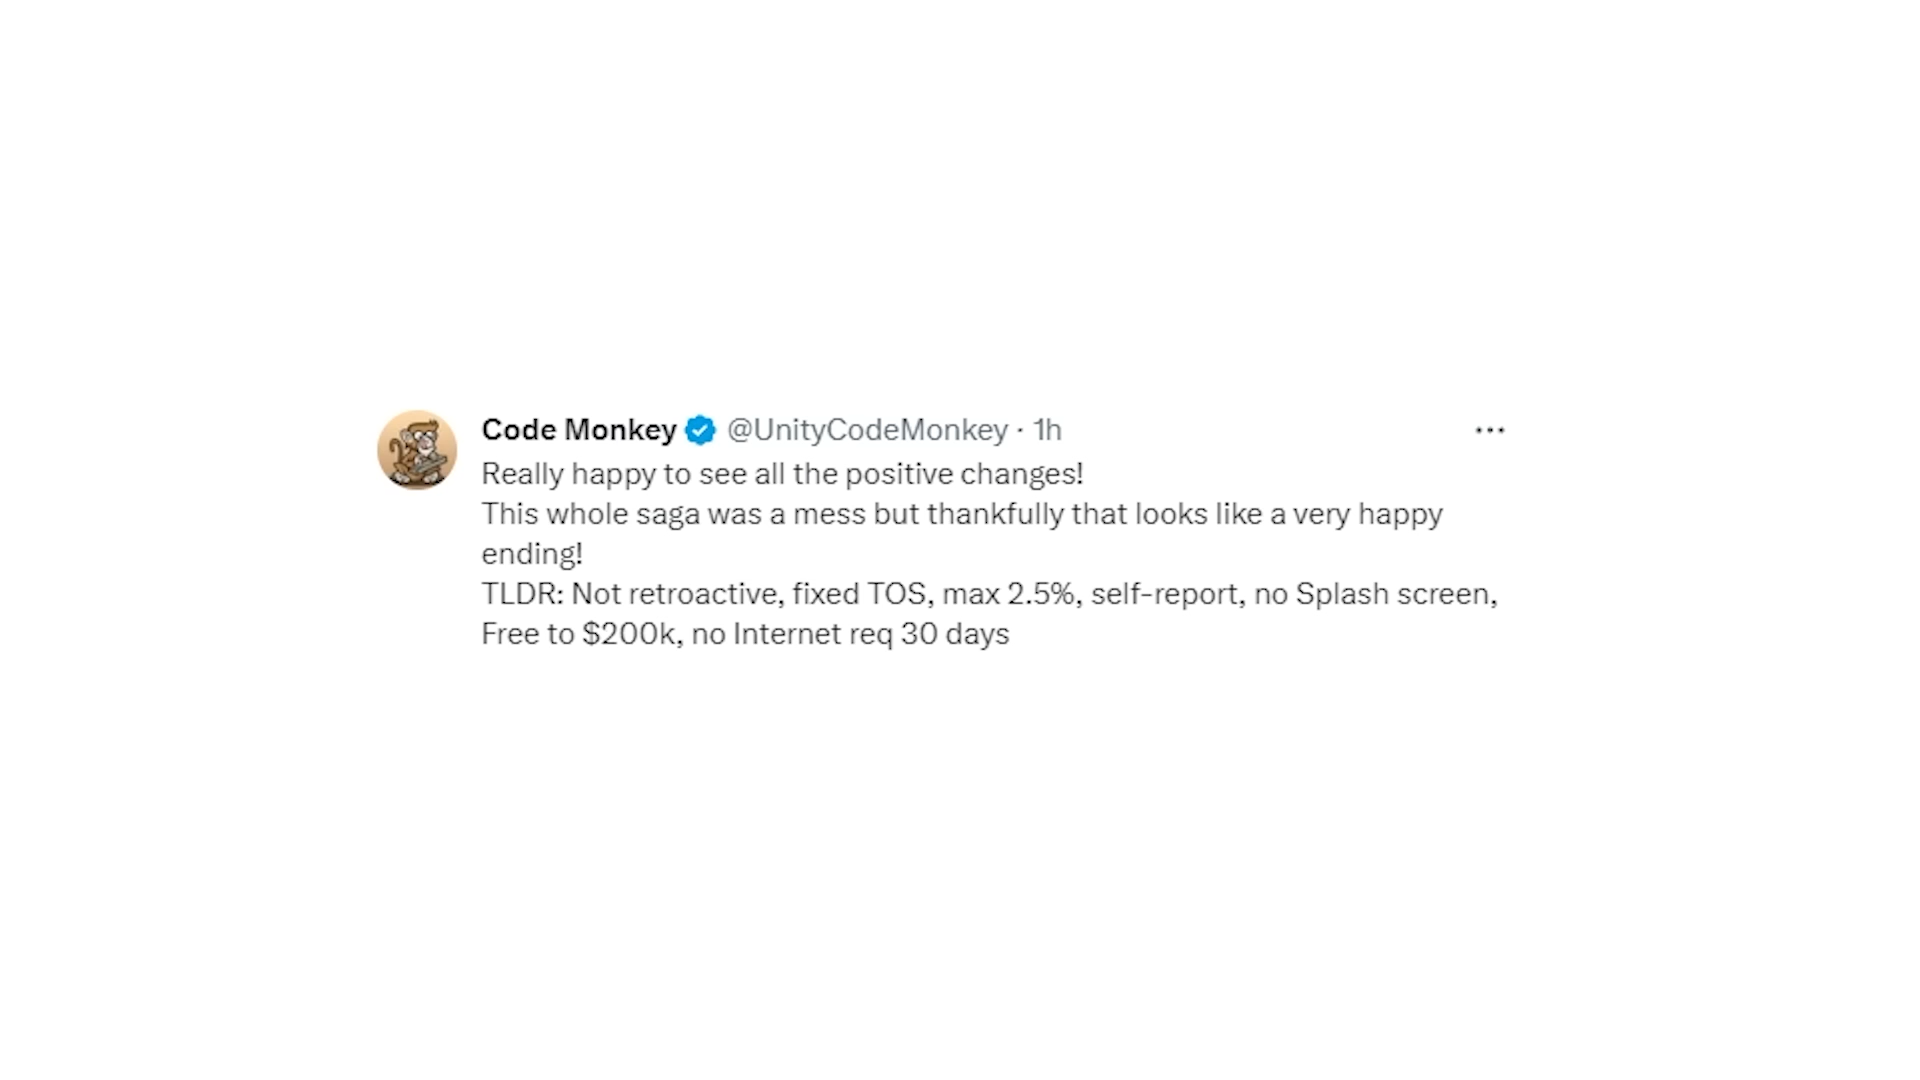 Code Monkey @UnityCodeMonkey · 1h
Really happy to see all the positive changes!
This whole saga was a mess but thankfully that looks like a very happy
ending!
TLDR: Not retroactive, fixed TOS, max 2.5%, self-report, no Splash screen,
Free to $200k, no Internet req 30 days